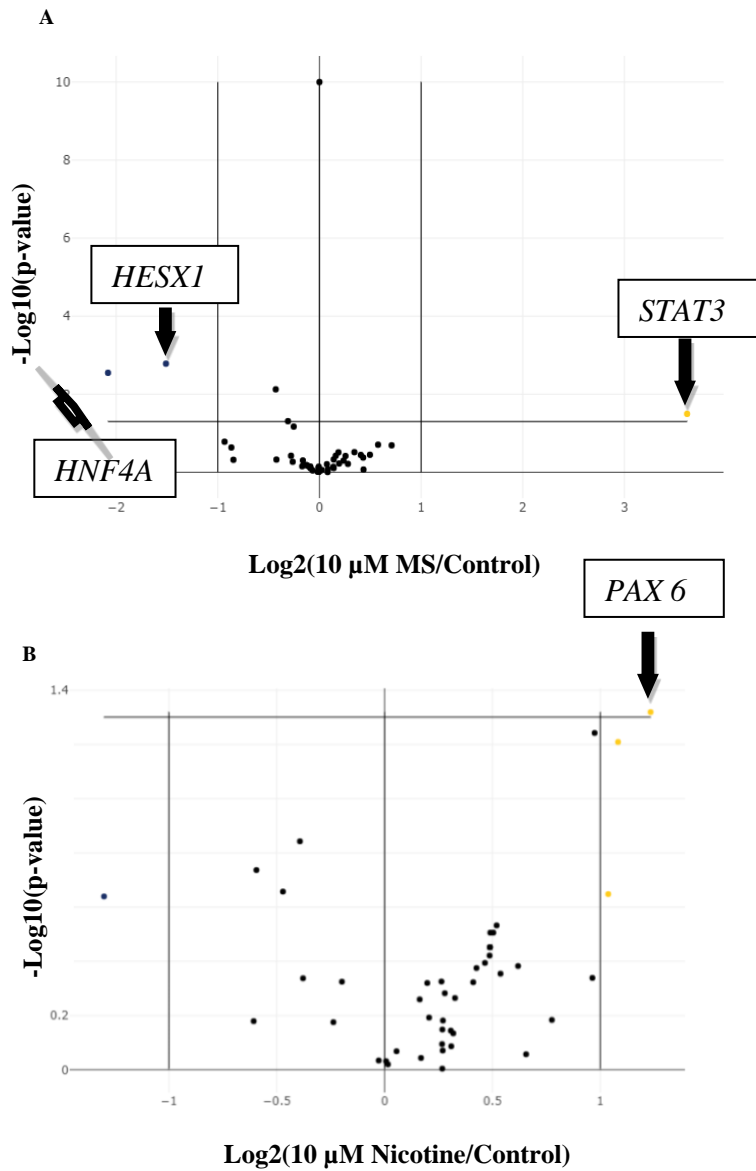 A
10
8
6
4
2
-Log10(p-value)
HESX1
STAT3
HNF4A
−2
−1
0
1
2
3
Log2(10 µM MS/Control)
PAX 6
B
1.4
0.2
0
-Log10(p-value)
−1
−0.5
0
0.5
1
Log2(10 µM Nicotine/Control)